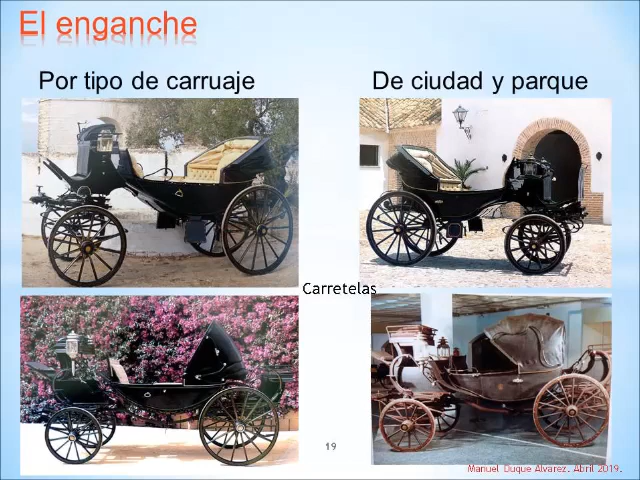 El enganche
Por tipo de carruaje
De ciudad y parque
Carretelas
19
Manuel Duque Alvarez. Abril 2019.